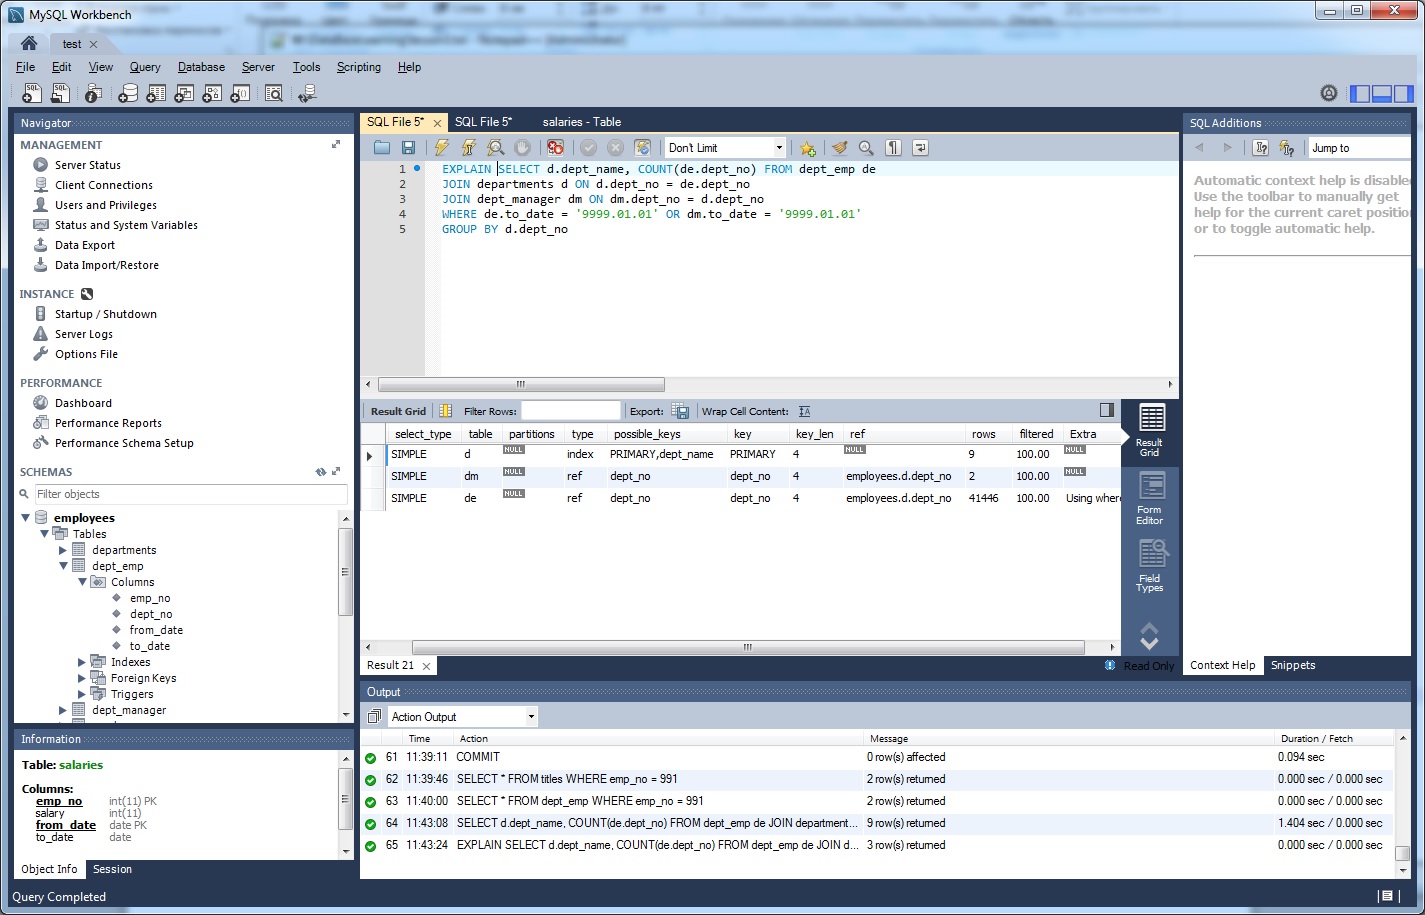 MySQL Workbench
test
File Edit View Query Database Server Tools Scripting Help
Navigator
MANAGEMENT
Server Status
Client Connections
Users and Privileges
Status and System Variables
Data Export
Data Import/Restore
INSTANCE
Startup / Shutdown
Server Logs
Options File
PERFORMANCE
Dashboard
Performance Reports
Performance Schema Setup
SCHEMAS
Filter objects
employees
Tables
departments
dept_emp
Columns
emp_no
dept_no
from_date
to_date
Indexes
Foreign Keys
Triggers
dept_manager
Information
Table: salaries
Columns:
emp_no int(11) PK
salary int(11)
from_date date PK
to_date date
Object Info Session
SQL File 5* SQL File 5* salaries - Table
Don't Limit
1 EXPLAIN SELECT d.dept_name, COUNT(de.dept_no) FROM dept_emp de
2 JOIN departments d ON d.dept_no = de.dept_no
3 JOIN dept_manager dm ON dm.dept_no = d.dept_no
4 WHERE de.to_date = '9999.01.01' OR dm.to_date = '9999.01.01'
5 GROUP BY d.dept_no
Result Grid Filter Rows: Export: Wrap Cell Content:
select_type table partitions type possible_keys key key_len ref rows filtered Extra
SIMPLE d NULL index PRIMARY,dept_name PRIMARY 4 NULL 9 100.00 NULL
SIMPLE dm NULL ref dept_no dept_no 4 employees.d.dept_no 2 100.00 NULL
SIMPLE de NULL ref dept_no dept_no 4 employees.d.dept_no 41446 100.00 Using where
Result
Grid
Form
Editor
Field
Types
Result 21
Read Only
SQL Additions
Jump to
Automatic context help is disabled
Use the toolbar to manually get
help for the current caret position
or to toggle automatic help.
Context Help Snippets
Output
Action Output
Time Action Message Duration / Fetch
61 11:39:11 COMMIT 0 row(s) affected 0.094 sec
62 11:39:46 SELECT * FROM titles WHERE emp_no = 991 2 row(s) returned 0.000 sec / 0.000 sec
63 11:40:00 SELECT * FROM dept_emp WHERE emp_no = 991 2 row(s) returned 0.000 sec / 0.000 sec
64 11:43:08 SELECT d.dept_name, COUNT(de.dept_no) FROM dept_emp de JOIN department... 9 row(s) returned 1.404 sec / 0.000 sec
65 11:43:24 EXPLAIN SELECT d.dept_name, COUNT(de.dept_no) FROM dept_emp de JOIN d... 3 row(s) returned 0.000 sec / 0.000 sec
Query Completed